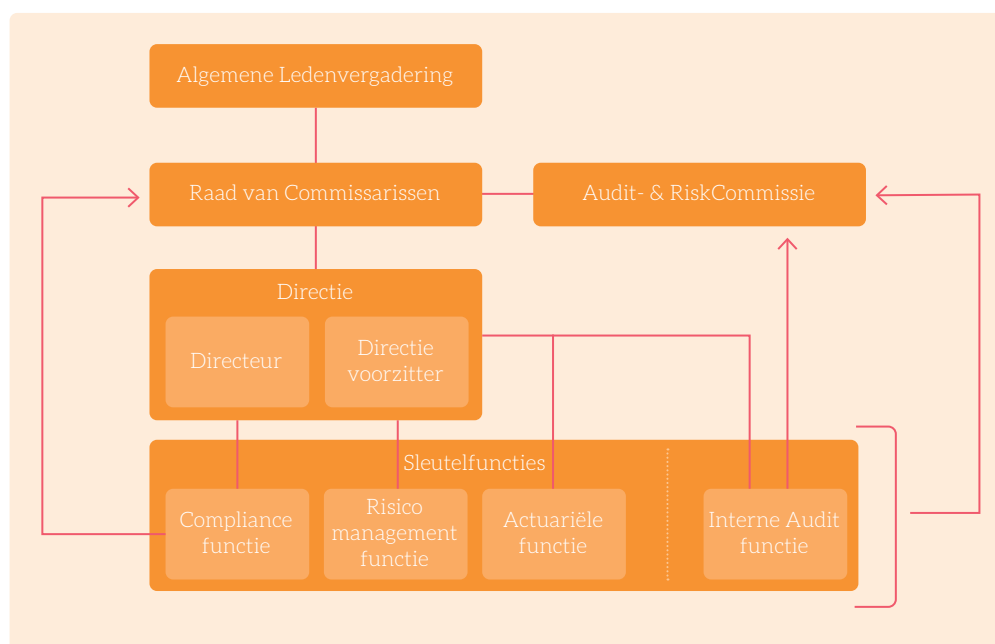 Algemene Ledenvergadering
Raad van Commissarissen
Audit- & RiskCommissie
Directie
Directeur
Directie
voorzitter
Sleutelfuncties
Compliance
functie
Risico
management
functie
Actuariële
functie
Interne Audit
functie